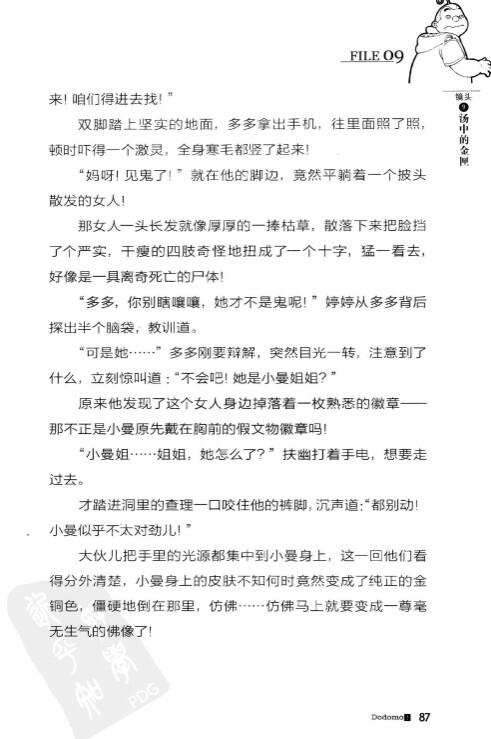 FILE 09
镜头
9
汤中的金匣
来! 咱们得进去找! ”
双脚踏上坚实的地面，多多拿出手机，往里面照了照，
顿时吓得一个激灵，全身寒毛都竖了起来!
“妈呀! 见鬼了! ” 就在他的脚边，竟然平躺着一个披头
散发的女人!
那女人一头长发就像厚厚的一捧枯草，散落下来把脸挡
了个严实，干瘦的四肢奇怪地扭成了一个十字，猛一看去，
好像是一具离奇死亡的尸体!
“多多，你别瞎嚷嚷，她才不是鬼呢! ” 婷婷从多多背后
探出半个脑袋，教训道。
“可是她……” 多多刚要辩解，突然目光一转，注意到了
什么，立刻惊叫道：“不会吧! 她是小曼姐姐? ”
原来他发现了这个女人身边掉落着一枚熟悉的徽章——
那不正是小曼原先戴在胸前的假文物徽章吗!
“小曼姐……姐姐，她怎么了? ” 扶幽打着手电，想要走
过去。
才踏进洞里的查理一口咬住他的裤脚，沉声道：“都别动!
小曼似乎不太对劲儿! ”
大伙儿把手里的光源都集中到小曼身上，这一回他们看
得分外清楚，小曼身上的皮肤不知何时竟然变成了纯正的金
铜色，僵硬地倒在那里，仿佛……仿佛马上就要变成一尊毫
无生气的佛像了!
PDG
Dodomo 87